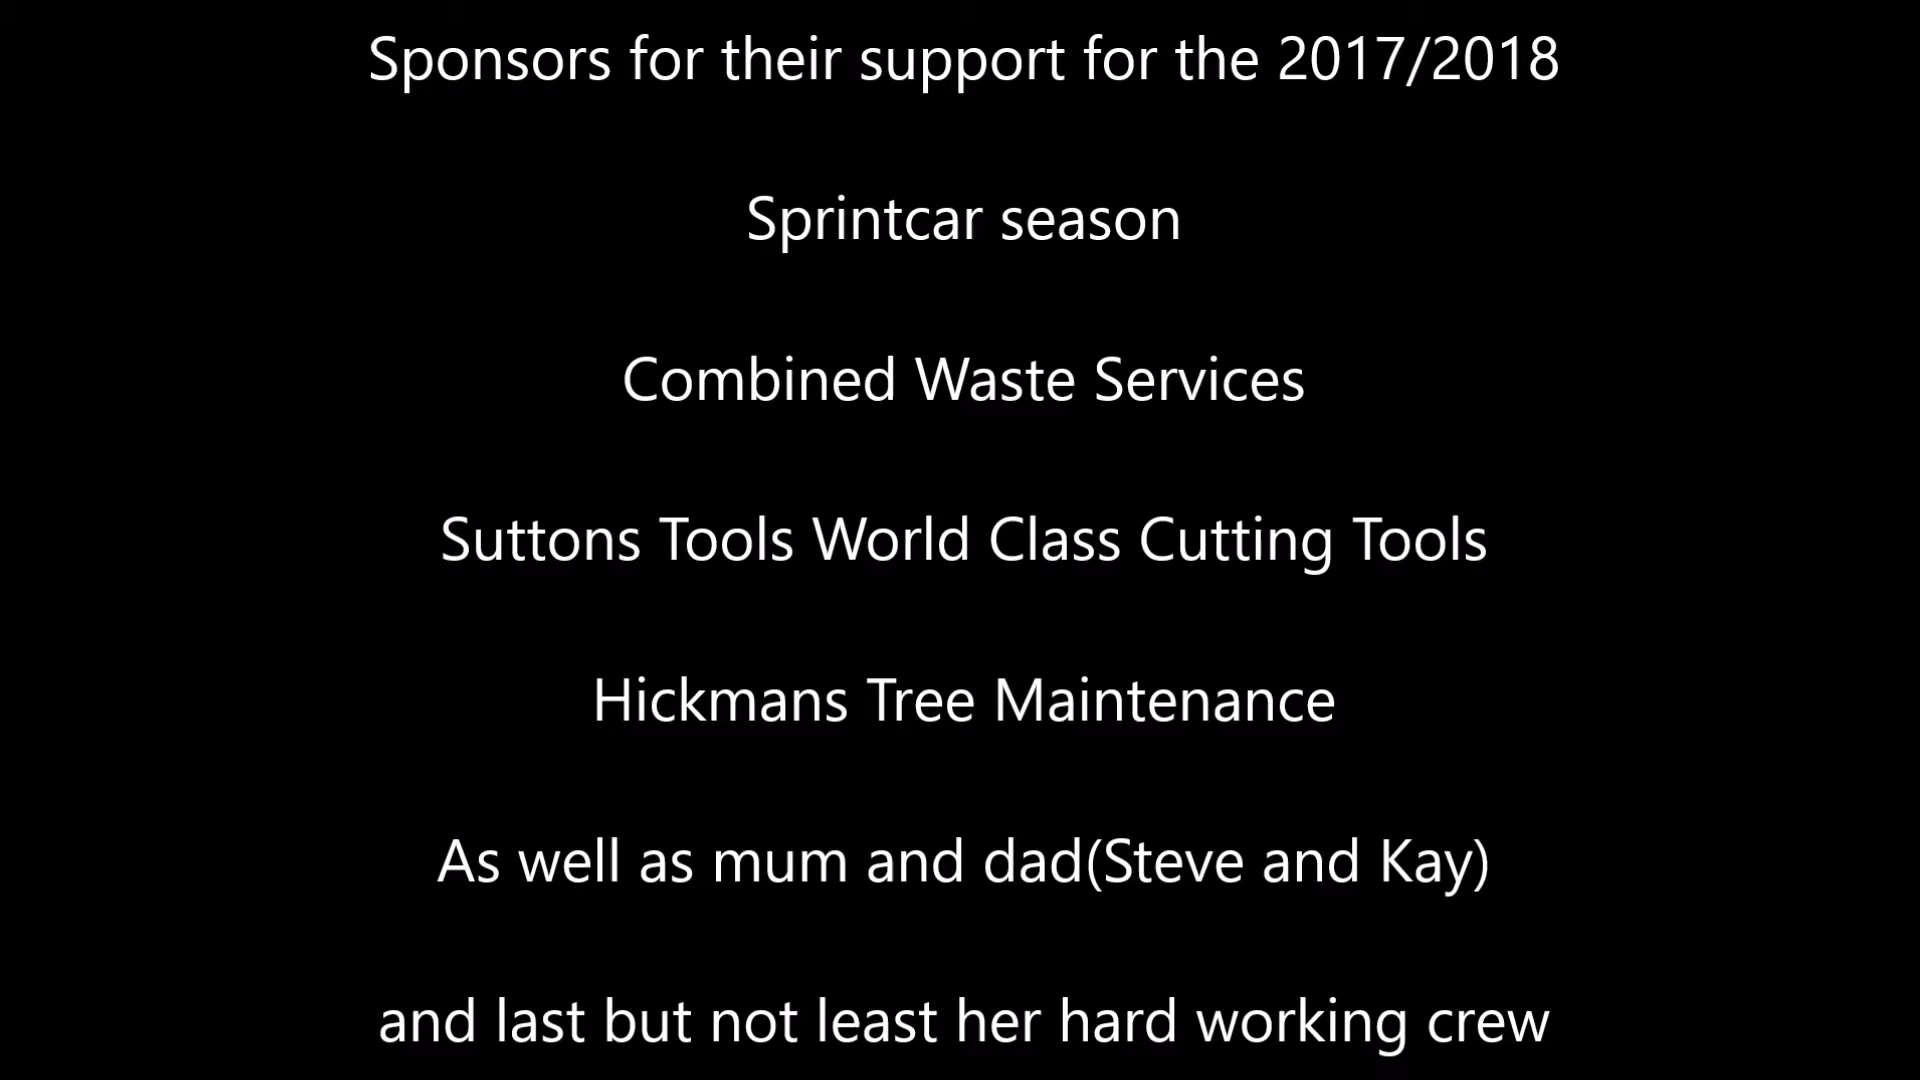 Sponsors for their support for the 2017/2018
Sprintcar season
Combined Waste Services
Suttons Tools World Class Cutting Tools
Hickmans Tree Maintenance
As well as mum and dad(Steve and Kay)
and last but not least her hard working crew